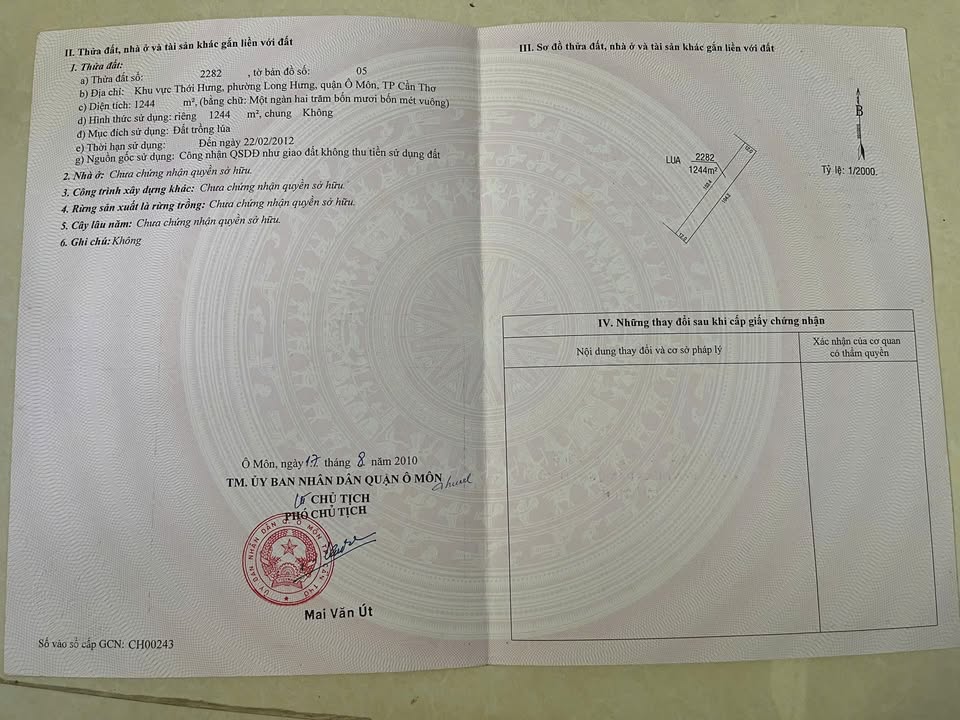 II. Thửa đất, nhà ở và tài sản khác gắn liền với đất
1. Thửa đất:
a) Thửa đất số: 2282 , tờ bản đồ số: 05
b) Địa chỉ: Khu vực Thới Hưng, phường Long Hưng, quận Ô Môn, TP Cần Thơ
c) Diện tích: 1244 m², (bằng chữ: Một ngàn hai trăm bốn mươi bốn mét vuông)
d) Hình thức sử dụng: riêng 1244 m², chung Không
đ) Mục đích sử dụng: Đất trồng lúa
e) Thời hạn sử dụng: Đến ngày 22/02/2012
g) Nguồn gốc sử dụng: Công nhận QSDĐ như giao đất không thu tiền sử dụng đất
2. Nhà ở: Chưa chứng nhận quyền sở hữu.
3. Công trình xây dựng khác: Chưa chứng nhận quyền sở hữu.
4. Rừng sản xuất là rừng trồng: Chưa chứng nhận quyền sở hữu.
5. Cây lâu năm: Chưa chứng nhận quyền sở hữu.
6. Ghi chú: Không
Ô Môn, ngày 17 tháng 8 năm 2010
TM. ỦY BAN NHÂN DÂN QUẬN Ô MÔN
CHỦ TỊCH
PHÓ CHỦ TỊCH
ỦY BAN NHÂN DÂN Q. Ô MÔN
Mai Văn Út
Số vào sổ cấp GCN: CH00243
III. Sơ đồ thửa đất, nhà ở và tài sản khác gắn liền với đất
B
Tỷ lệ: 1/2000.
LUA 2282
1244m²
12.0
12.0
IV. Những thay đổi sau khi cấp giấy chứng nhận
Nội dung thay đổi và cơ sở pháp lý
Xác nhận của cơ quan
có thẩm quyền